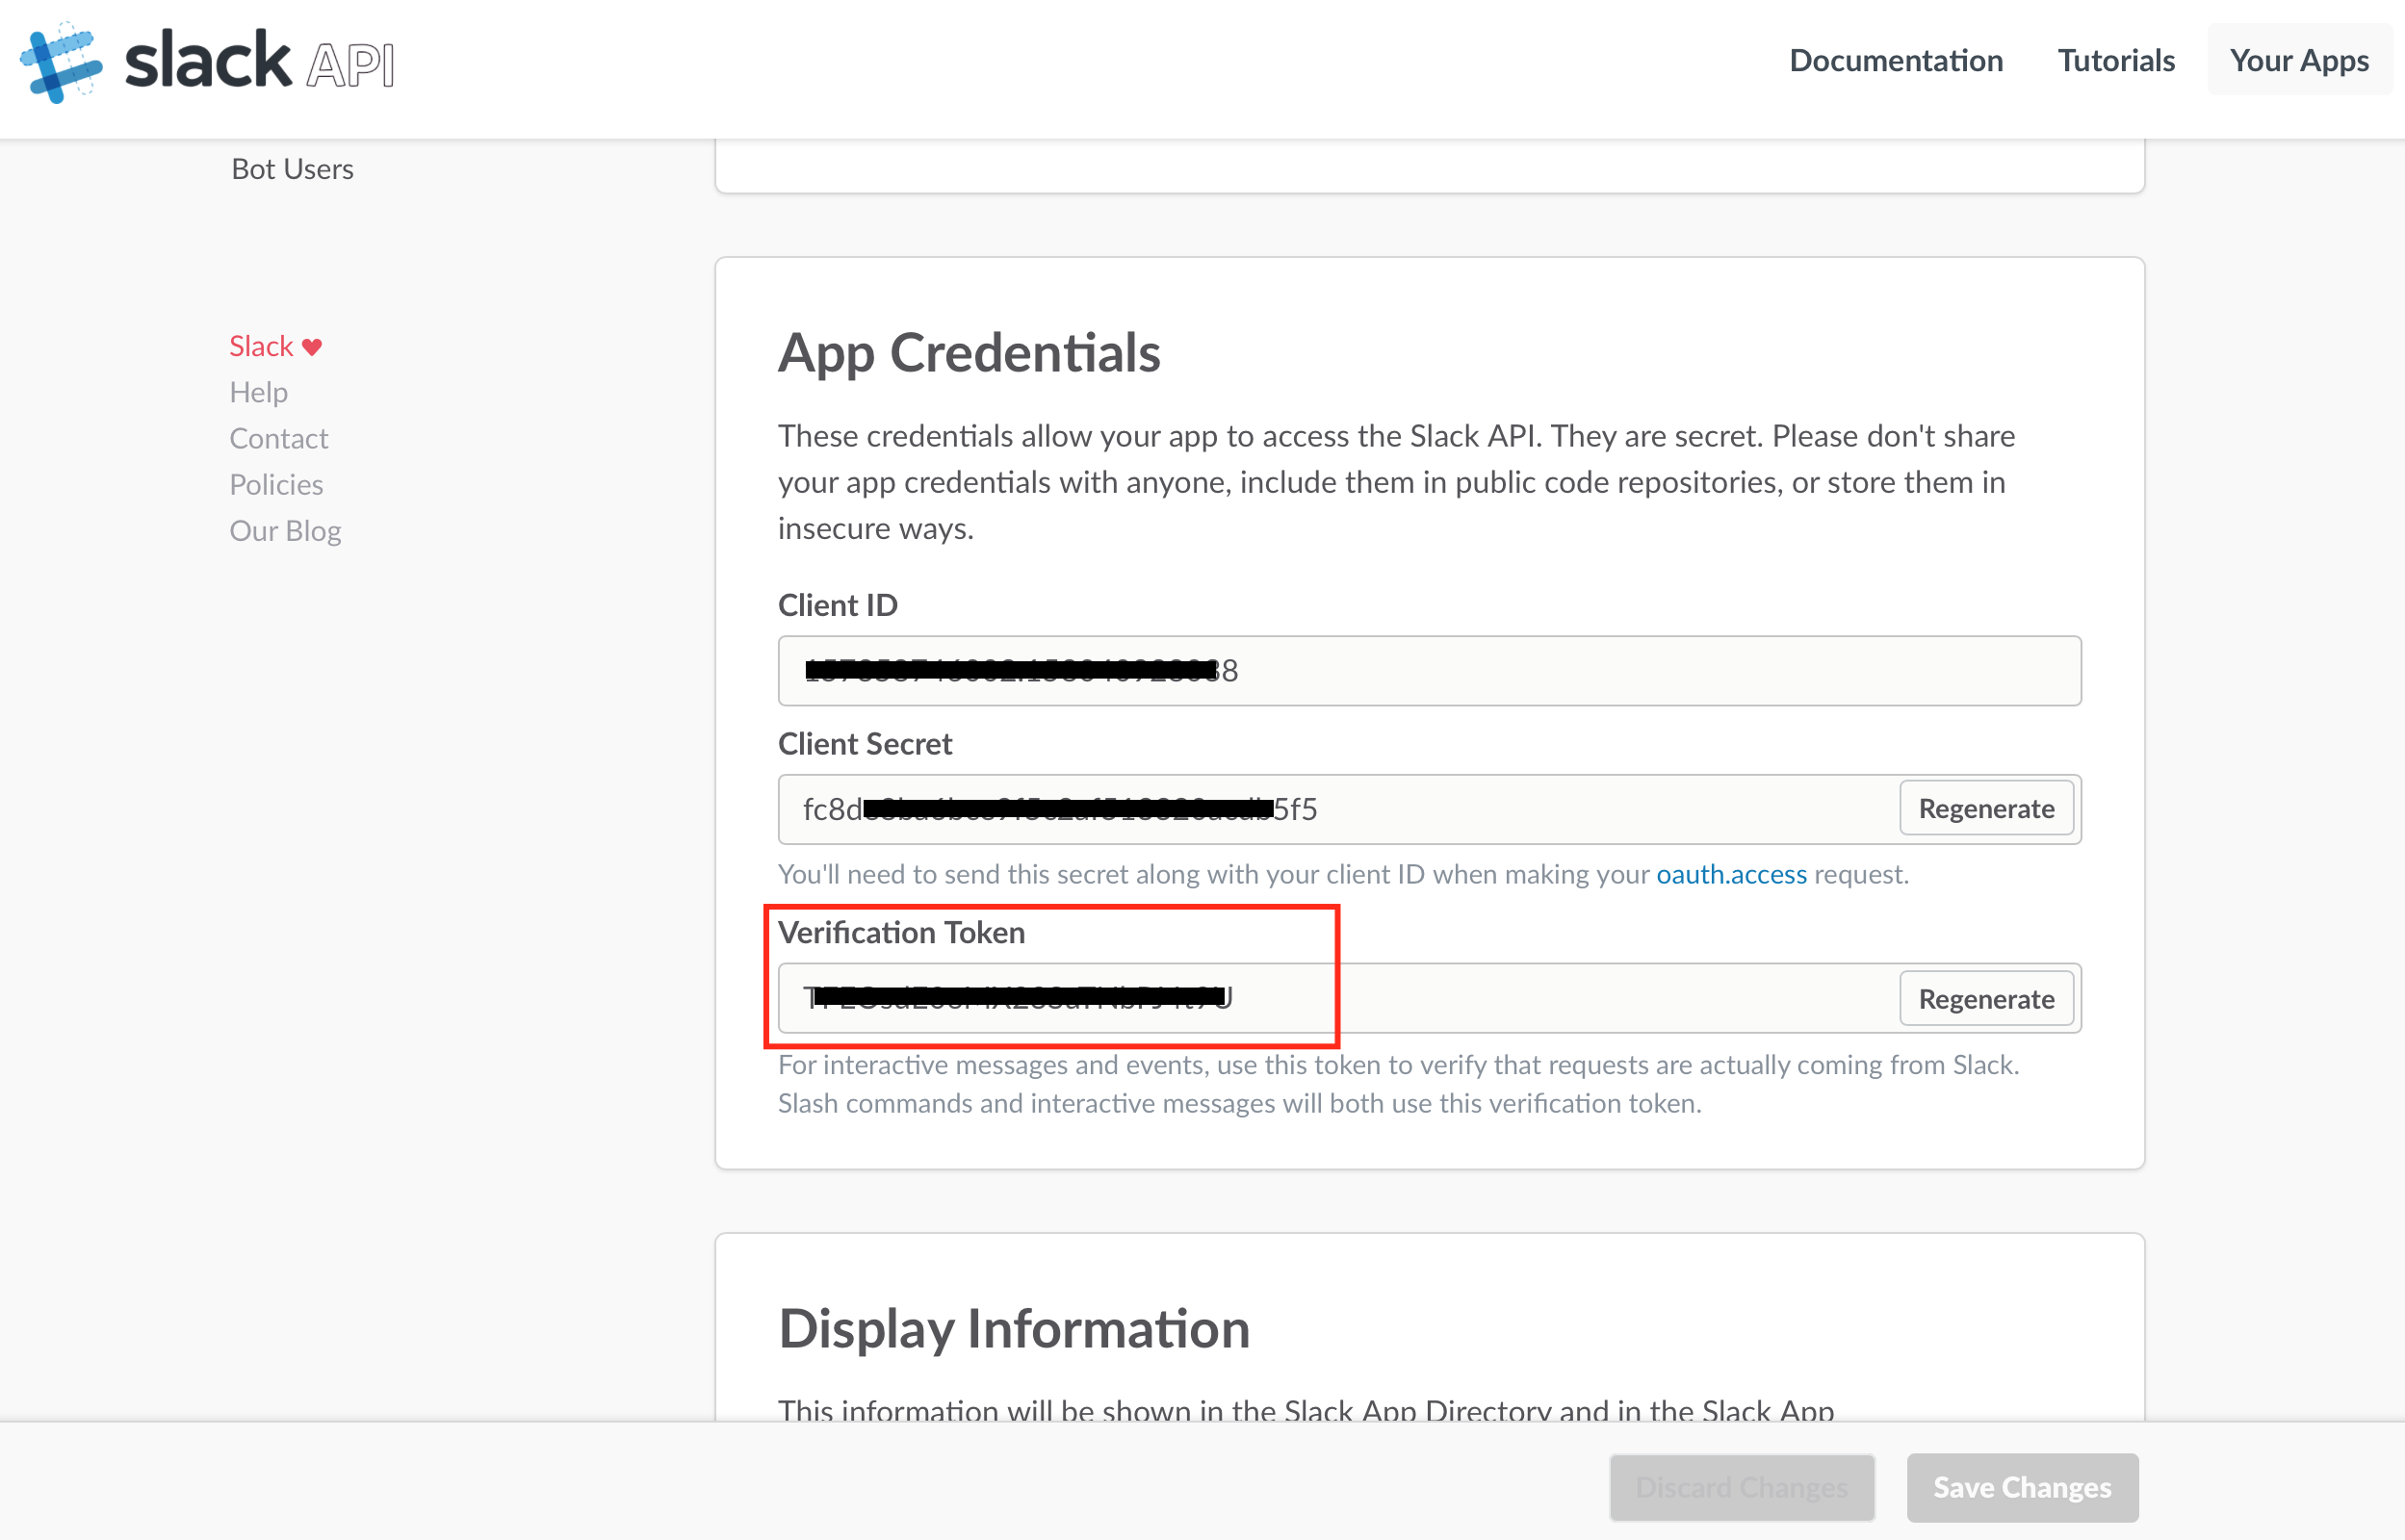 slack API
Documentation
Tutorials
Your Apps
Bot Users
Slack ♥
Help
Contact
Policies
Our Blog
App Credentials
These credentials allow your app to access the Slack API. They are secret. Please don't share
your app credentials with anyone, include them in public code repositories, or store them in
insecure ways.
Client ID
Client Secret
Regenerate
You'll need to send this secret along with your client ID when making your oauth.access request.
Verification Token
Regenerate
For interactive messages and events, use this token to verify that requests are actually coming from Slack.
Slash commands and interactive messages will both use this verification token.
Display Information
This information will be shown in the Slack App Directory and in the Slack App
Discard Changes
Save Changes